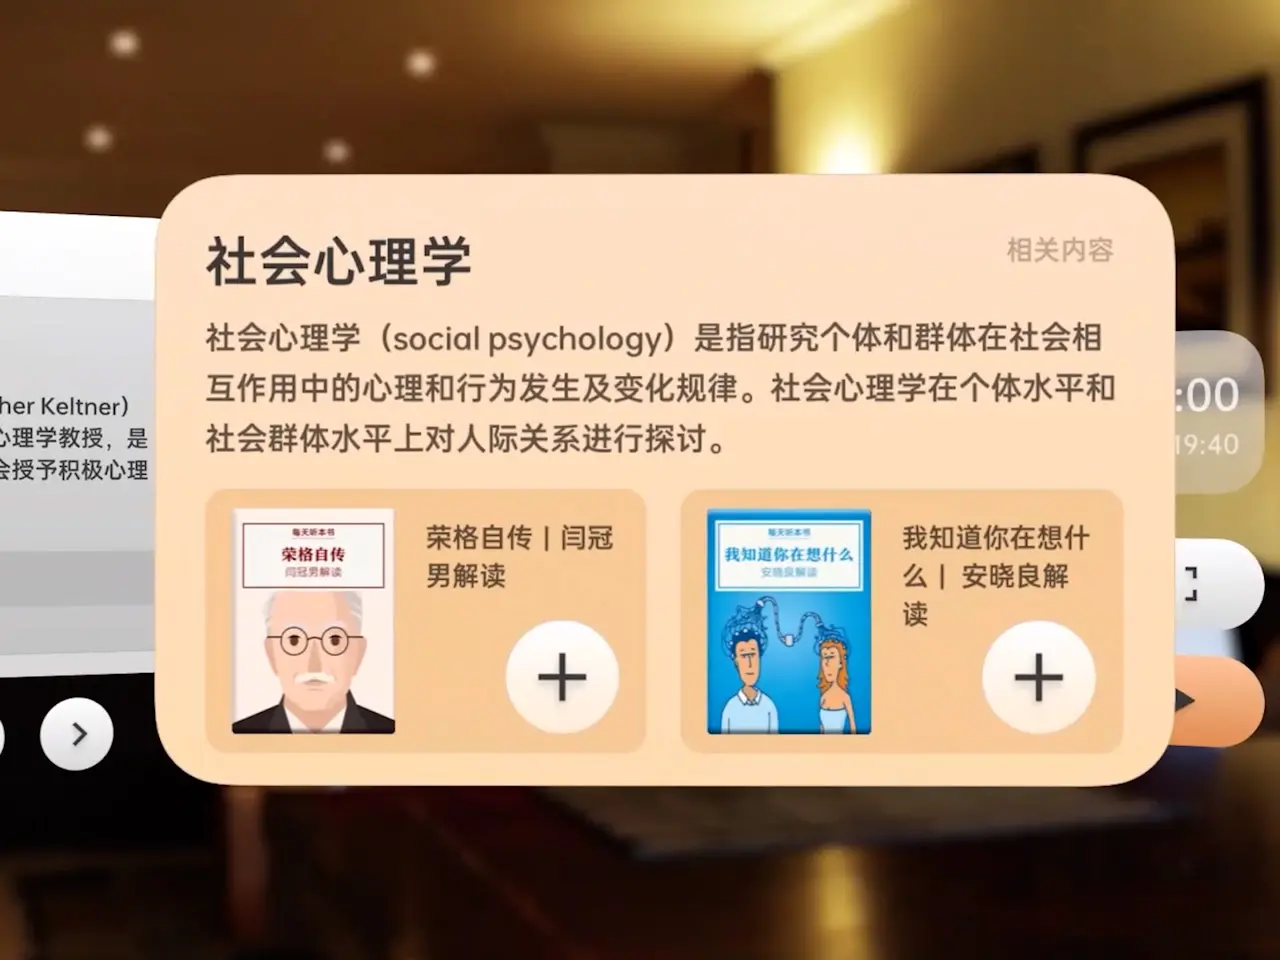 社会心理学
相关内容
社会心理学（social psychology）是指研究个体和群体在社会相
互作用中的心理和行为发生及变化规律。社会心理学在个体水平和
社会群体水平上对人际关系进行探讨。
her Keltner）
心理学教授，是
会授予积极心理
:00
19:40
每天听本书
荣格自传
闫冠男解读
荣格自传 | 闫冠
男解读
每天听本书
我知道你在想什么
安晓良解读
我知道你在想什
么 | 安晓良解
读